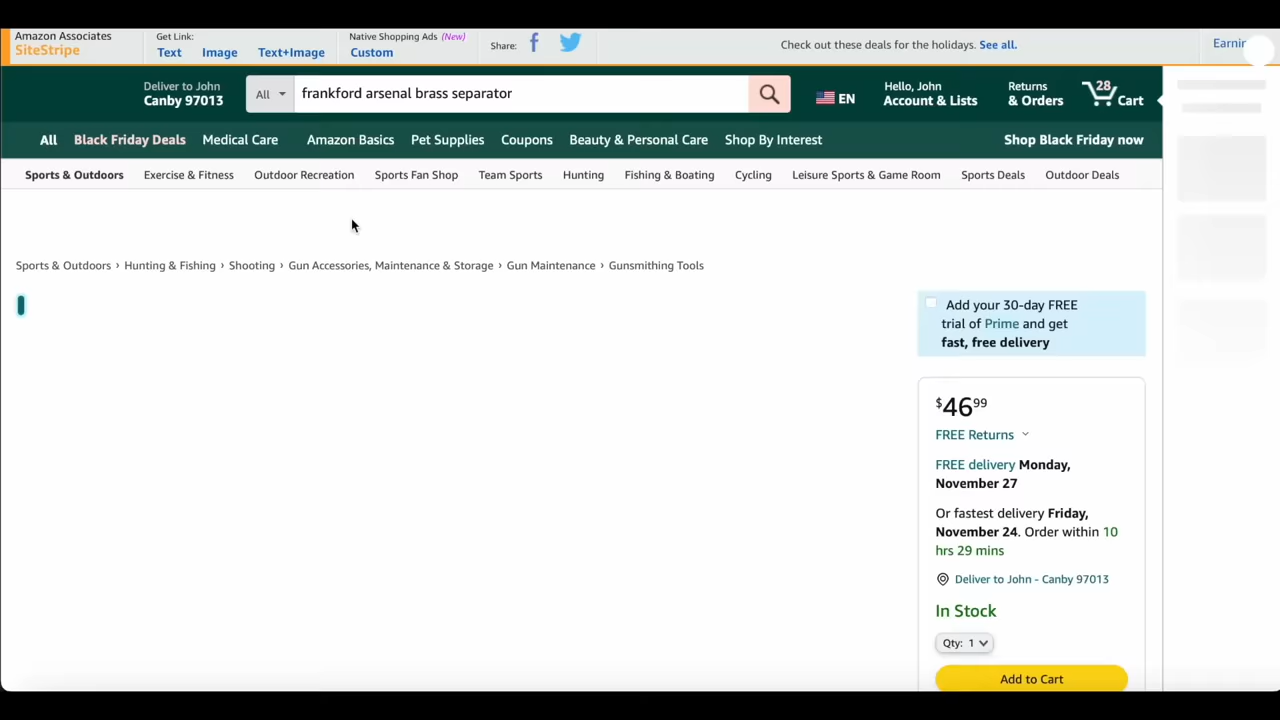 Amazon Associates
SiteStripe
Get Link:
Text Image Text+Image
Native Shopping Ads (New)
Custom
Share:
Check out these deals for the holidays. See all.
Deliver to John
Canby 97013
All
frankford arsenal brass separator
EN
Hello, John
Account & Lists
Returns
& Orders
28
Cart
All Black Friday Deals Medical Care Amazon Basics Pet Supplies Coupons Beauty & Personal Care Shop By Interest Shop Black Friday now
Sports & Outdoors Exercise & Fitness Outdoor Recreation Sports Fan Shop Team Sports Hunting Fishing & Boating Cycling Leisure Sports & Game Room Sports Deals Outdoor Deals
Sports & Outdoors › Hunting & Fishing › Shooting › Gun Accessories, Maintenance & Storage › Gun Maintenance › Gunsmithing Tools
Add your 30-day FREE
trial of Prime and get
fast, free delivery
$46 99
FREE Returns
FREE delivery Monday,
November 27
Or fastest delivery Friday,
November 24. Order within 10
hrs 29 mins
Deliver to John - Canby 97013
In Stock
Qty: 1
Add to Cart